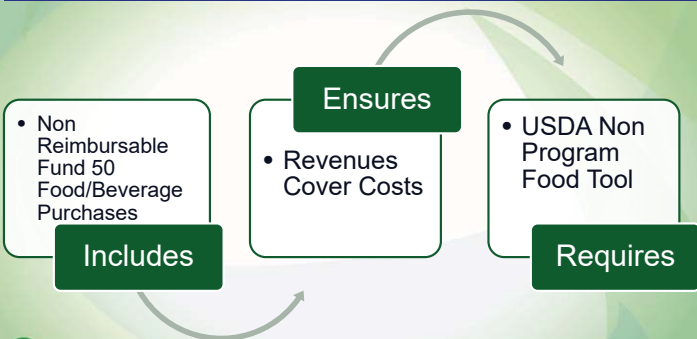 • Non
Reimbursable
Fund 50
Food/Beverage
Purchases
Includes
Ensures
• Revenues
Cover Costs
• USDA Non
Program
Food Tool
Requires